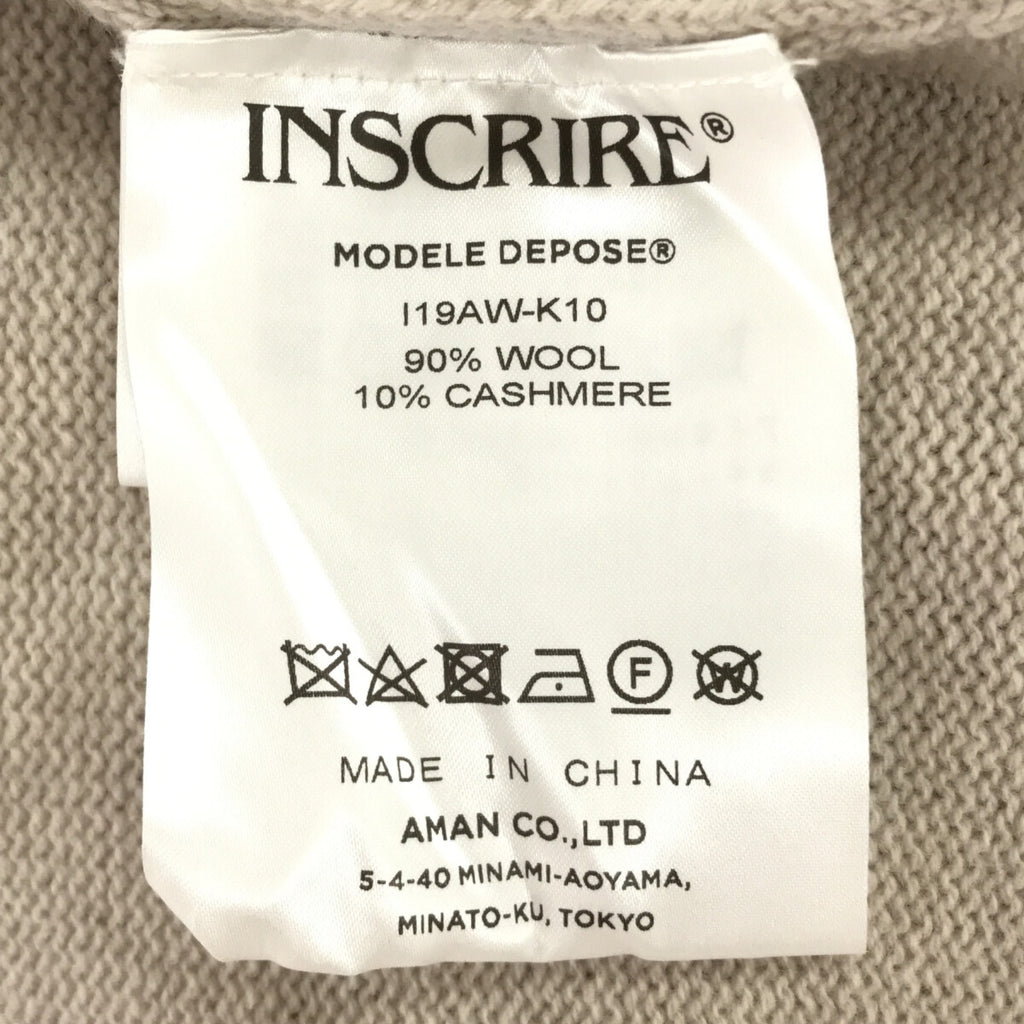 INSCRIRE®
MODELE DEPOSE®
I19AW-K10
90% WOOL
10% CASHMERE
F W
MADE IN CHINA
AMAN CO.,LTD
5-4-40 MINAMI-AOYAMA,
MINATO-KU, TOKYO